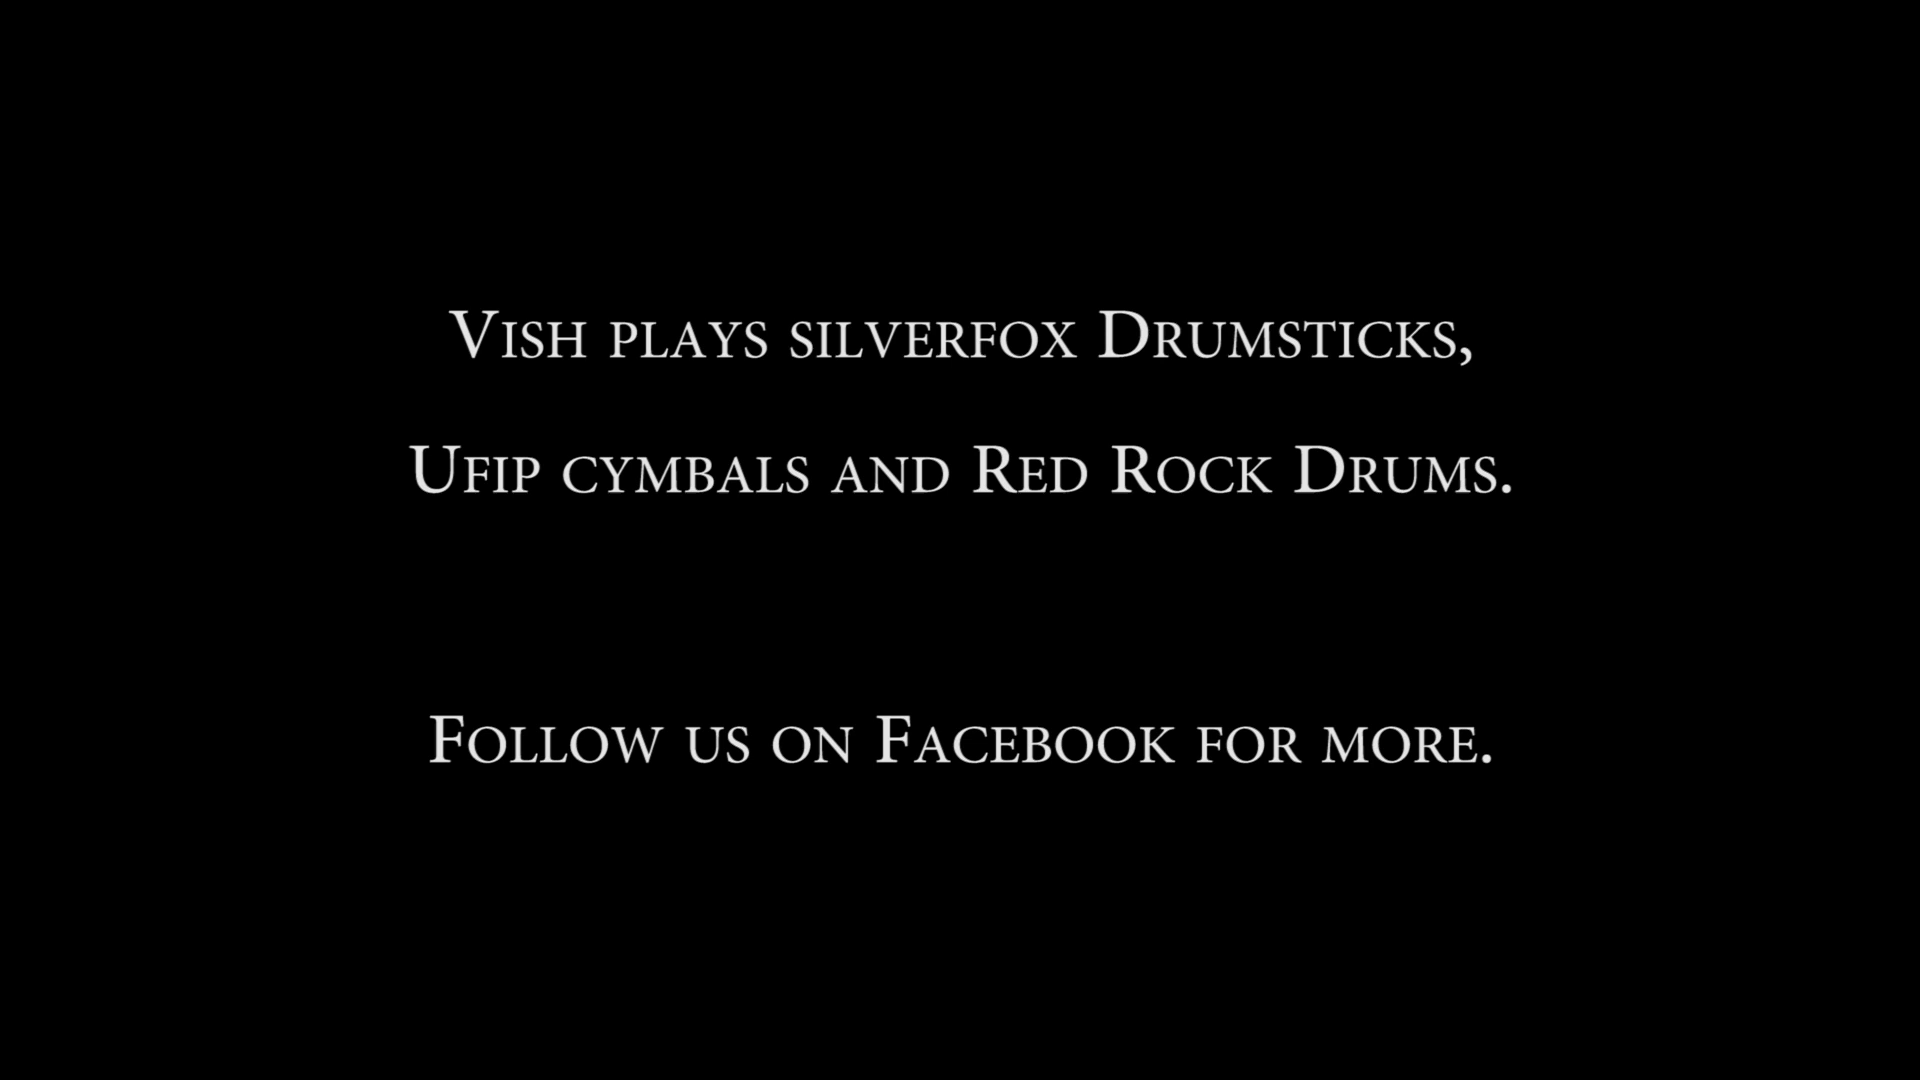 Vish plays silverfox Drumsticks,
Ufip cymbals and Red Rock Drums.
Follow us on Facebook for more.